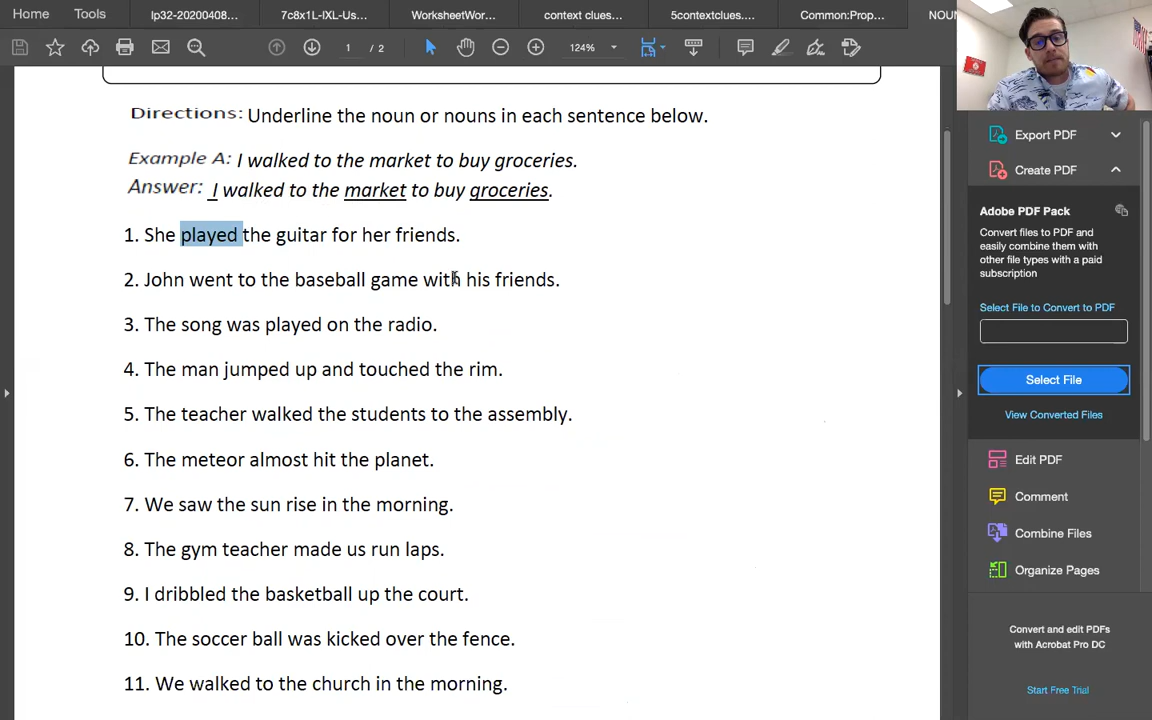 Home Tools lp32-20200408... 7c8x1L-IXL-Us... WorksheetWor... context clues... 5contextclues.... Common:Prop... NOUN
1 / 2 124%
Directions: Underline the noun or nouns in each sentence below.
Example A: I walked to the market to buy groceries.
Answer: I walked to the market to buy groceries.
1. She played the guitar for her friends.
2. John went to the baseball game with his friends.
3. The song was played on the radio.
4. The man jumped up and touched the rim.
5. The teacher walked the students to the assembly.
6. The meteor almost hit the planet.
7. We saw the sun rise in the morning.
8. The gym teacher made us run laps.
9. I dribbled the basketball up the court.
10. The soccer ball was kicked over the fence.
11. We walked to the church in the morning.
Export PDF
Create PDF
Adobe PDF Pack
Convert files to PDF and
easily combine them with
other file types with a paid
subscription
Select File to Convert to PDF
Select File
View Converted Files
Edit PDF
Comment
Combine Files
Organize Pages
Convert and edit PDFs
with Acrobat Pro DC
Start Free Trial